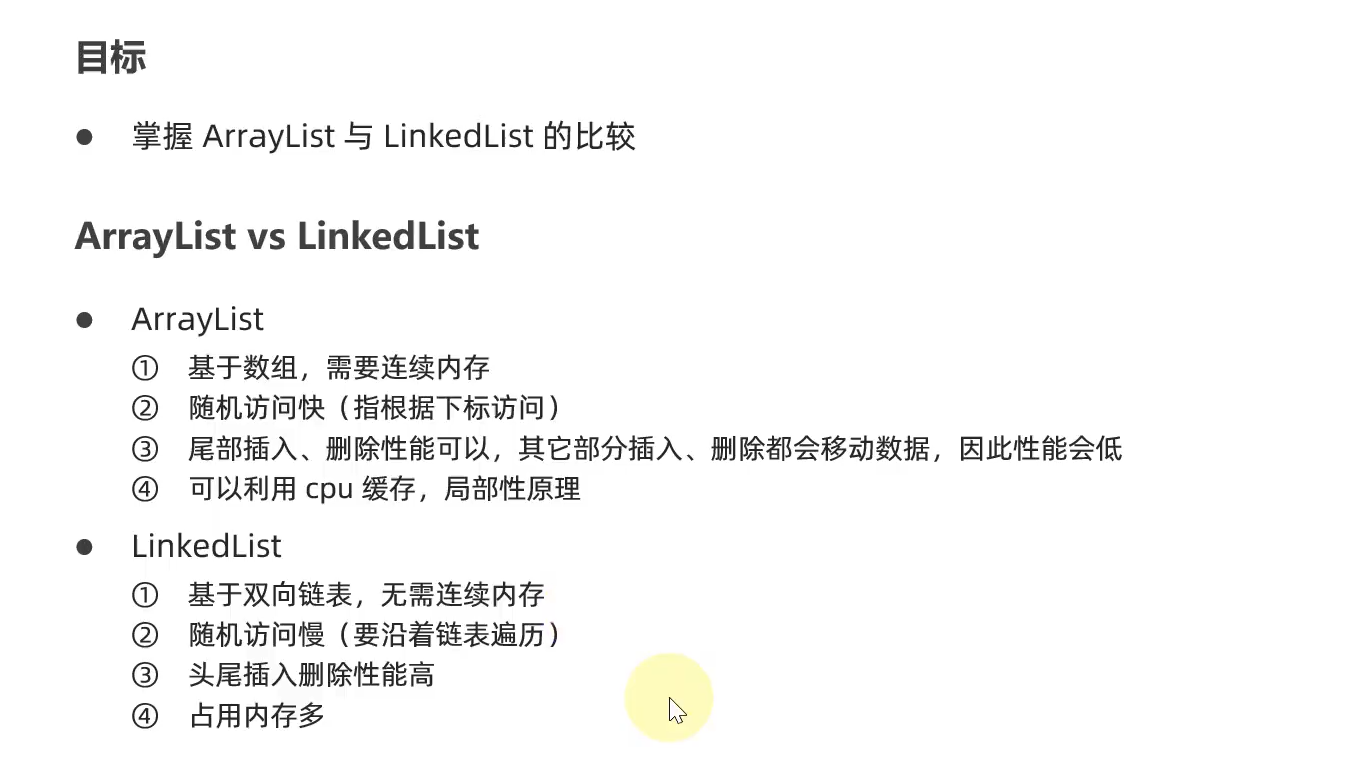 目标
● 掌握 ArrayList 与 LinkedList 的比较
ArrayList vs LinkedList
● ArrayList
① 基于数组，需要连续内存
② 随机访问快（指根据下标访问）
③ 尾部插入、删除性能可以，其它部分插入、删除都会移动数据，因此性能会低
④ 可以利用 cpu 缓存，局部性原理
● LinkedList
① 基于双向链表，无需连续内存
② 随机访问慢（要沿着链表遍历）
③ 头尾插入删除性能高
④ 占用内存多